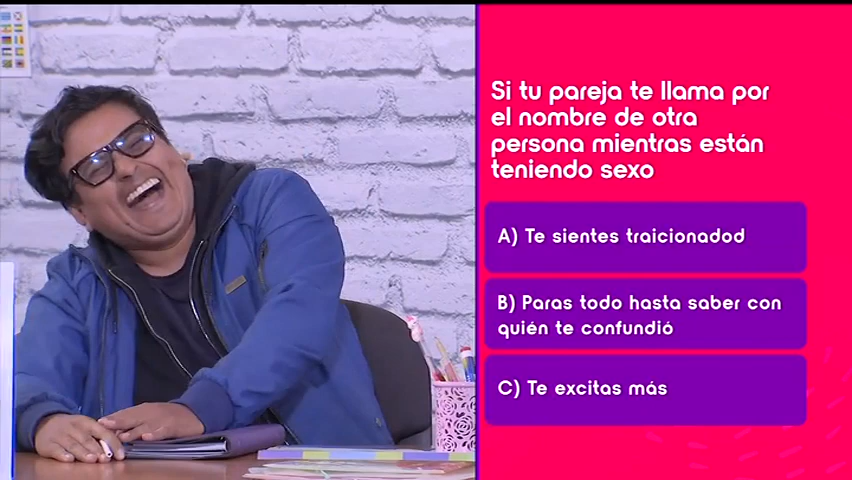 Si tu pareja te llama por
el nombre de otra
persona mientras están
teniendo sexo
A) Te sientes traicionadod
B) Paras todo hasta saber con
quién te confundió
C) Te excitas más